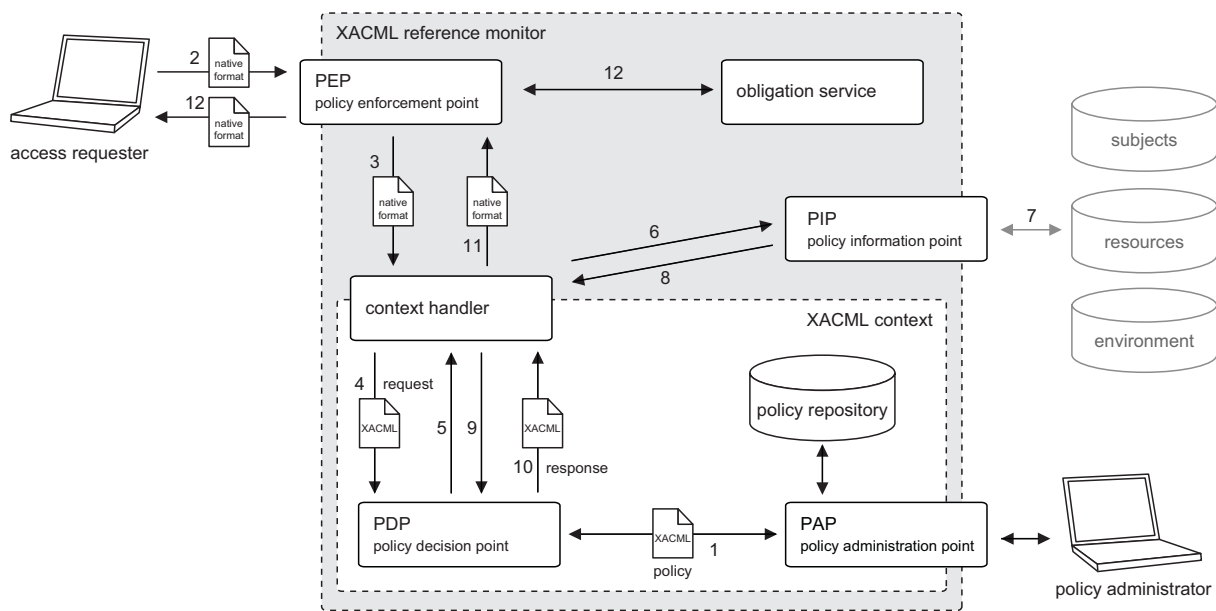 XACML reference monitor
2
native
format
12
native
format
access requester
PEP
policy enforcement point
12
obligation service
subjects
3
native
format
native
format
11
6
8
PIP
policy information point
7
resources
context handler
XACML context
environment
4
request
XACML
5
9
XACML
10
response
policy repository
PDP
policy decision point
XACML
1
policy
PAP
policy administration point
policy administrator